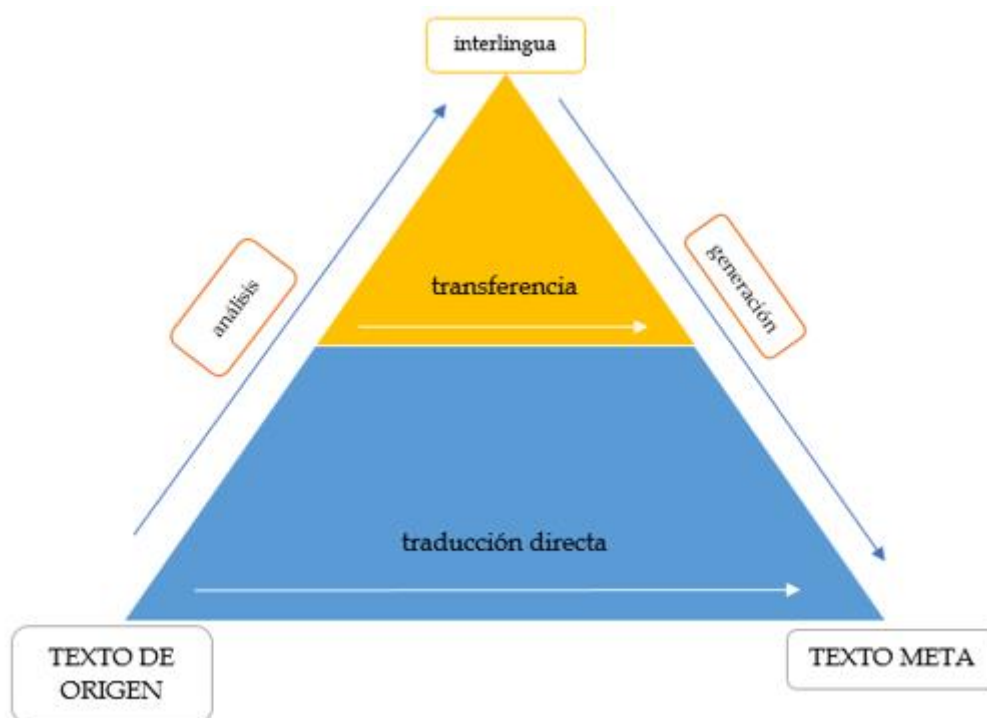 interlingua
análisis
generación
transferencia
traducción directa
TEXTO DE
ORIGEN
TEXTO META